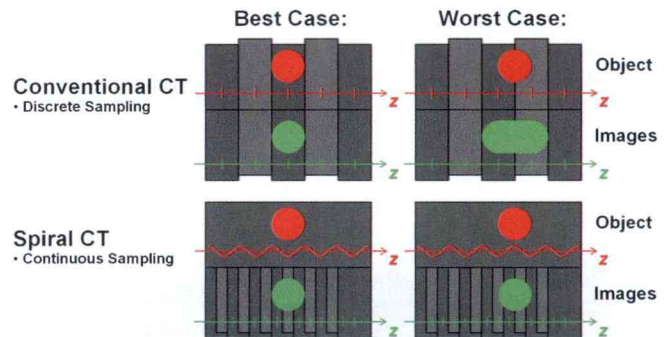 Best Case: Worst Case:
Object
Conventional CT
• Discrete Sampling
z z
Images
z z
Object
Spiral CT
• Continuous Sampling
z z
Images
z z